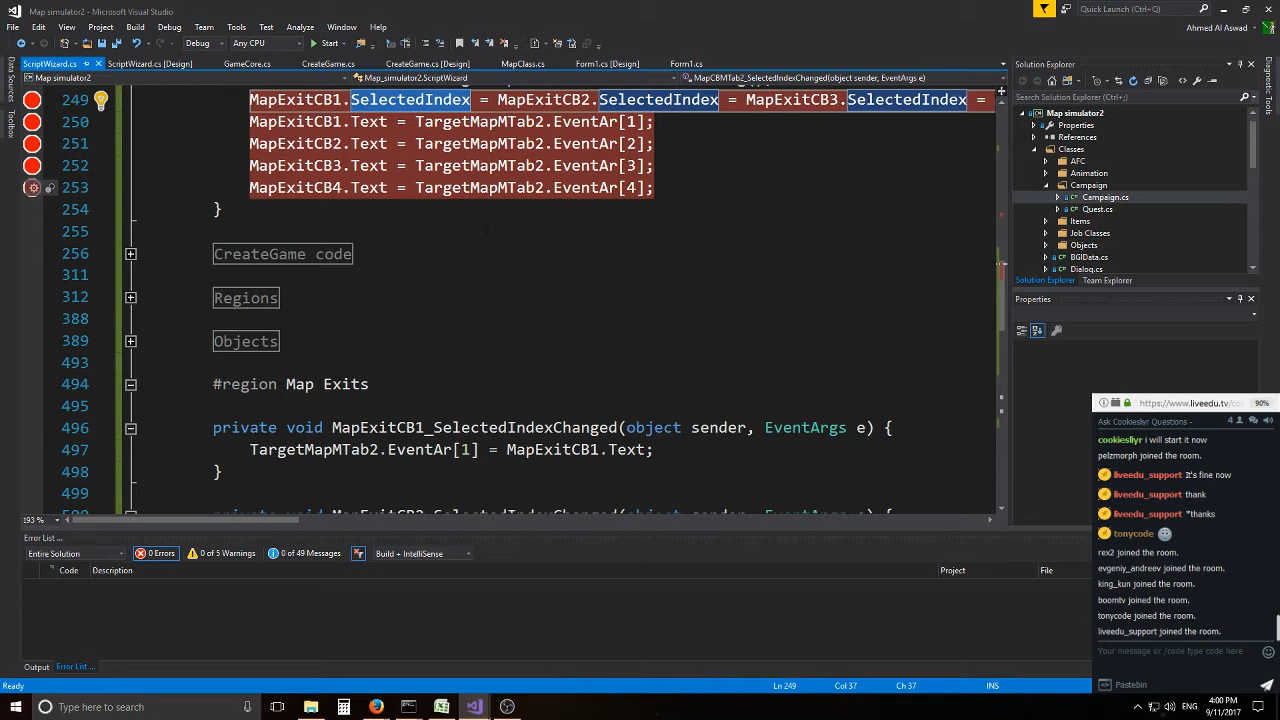 Map simulator2 - Microsoft Visual Studio
Quick Launch (Ctrl+Q)
File Edit View Project Build Debug Team Tools Test Analyze Window Help
Ahmed Al Aswad
Debug Any CPU Start
ScriptWizard.cs ScriptWizard.cs [Design] GameCore.cs CreateGame.cs CreateGame.cs [Design] MapClass.cs Form1.cs [Design] Form1.cs
Map simulator2 Map_simulator2.ScriptWizard MapCBMTab2_SelectedIndexChanged(object sender, EventArgs e)
Data Sources
Toolbox
249 MapExitCB1.SelectedIndex = MapExitCB2.SelectedIndex = MapExitCB3.SelectedIndex =
250 MapExitCB1.Text = TargetMapMTab2.EventAr[1];
251 MapExitCB2.Text = TargetMapMTab2.EventAr[2];
252 MapExitCB3.Text = TargetMapMTab2.EventAr[3];
253 MapExitCB4.Text = TargetMapMTab2.EventAr[4];
254 }
255
256 CreateGame code
311
312 Regions
388
389 Objects
493
494 #region Map Exits
495
496 private void MapExitCB1_SelectedIndexChanged(object sender, EventArgs e) {
497 TargetMapMTab2.EventAr[1] = MapExitCB1.Text;
498 }
499
193 %
Error List ...
Entire Solution 0 Errors 0 of 5 Warnings 0 of 49 Messages Build + IntelliSense
Code Description Project File
Output Error List ...
Ready Ln 249 Col 37 Ch 37 INS
Solution Explorer
Search Solution Explorer (Ctrl+;)
Map simulator2
Properties
References
Classes
AFC
Animation
Campaign
Campaign.cs
Quest.cs
Items
Job Classes
Objects
BGIData.cs
Dialog.cs
Solution Explorer Team Explorer
Properties
Diagnostic Tools
https://www.liveedu.tv/co 90%
Ask Cookiesliyr Questions - 4
cookiesliyr i will start it now
pelzmorph joined the room.
liveedu_support It's fine now
liveedu_support thank
liveedu_support *thanks
tonycode
rex2 joined the room.
evgeniy_andreev joined the room.
king_kun joined the room.
boomtv joined the room.
tonycode joined the room.
liveedu_support joined the room.
Your message or /code type code here
Pastebin
Type here to search
ENG 4:00 PM
9/11/2017